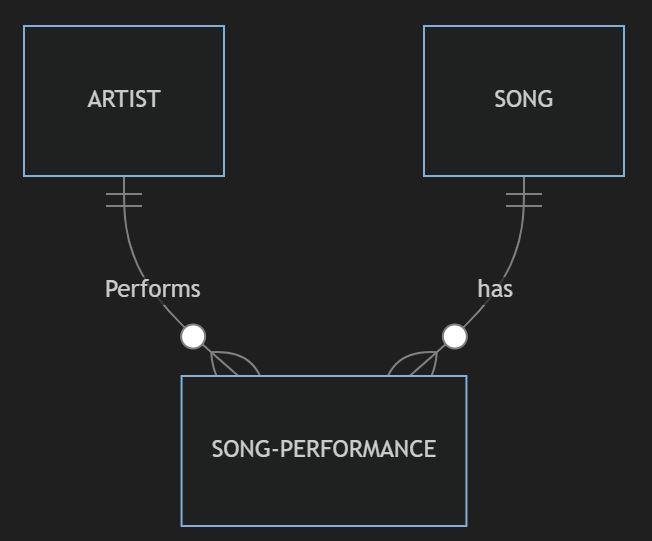 ARTIST
SONG
Performs
has
SONG-PERFORMANCE